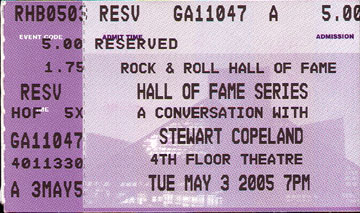 RHB0503 RESV GA11047 A 5.00
EVENT CODE ADMIT TIME ADMISSION
5.00 RESERVED
1.75 ROCK & ROLL HALL OF FAME
RESV HALL OF FAME SERIES
HOF 5X A CONVERSATION WITH
GA11047 STEWART COPELAND
4011330 4TH FLOOR THEATRE
A 3MAY5 TUE MAY 3 2005 7PM